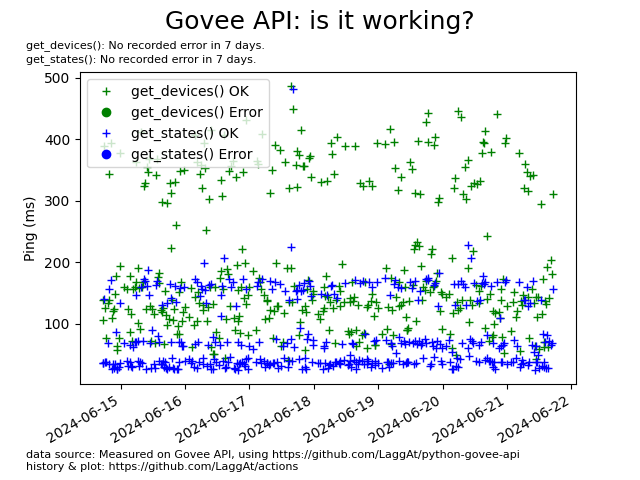 Govee API: is it working?
get_devices(): No recorded error in 7 days.
get_states(): No recorded error in 7 days.
get_devices() OK
get_devices() Error
get_states() OK
get_states() Error
Ping (ms)
500
400
300
200
100
2024-06-15
2024-06-16
2024-06-17
2024-06-18
2024-06-19
2024-06-20
2024-06-21
2024-06-22
data source: Measured on Govee API, using https://github.com/LaggAt/python-govee-api
history & plot: https://github.com/LaggAt/actions